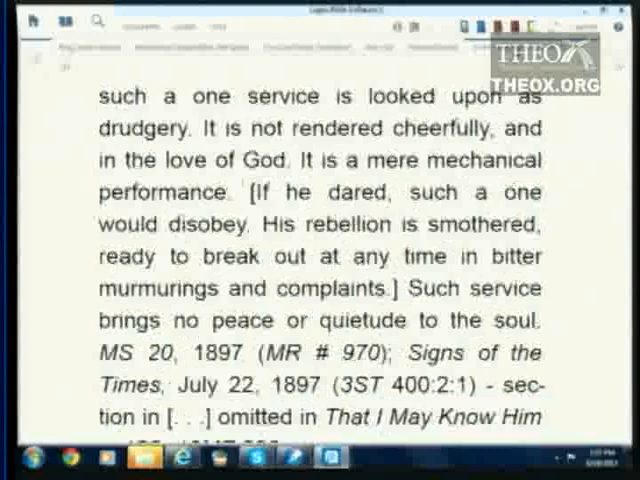 Logos Bible Software 5
THEOX
THEOX.ORG
such a one service is looked upon as
drudgery. It is not rendered cheerfully, and
in the love of God. It is a mere mechanical
performance. [If he dared, such a one
would disobey. His rebellion is smothered,
ready to break out at any time in bitter
murmurings and complaints.] Such service
brings no peace or quietude to the soul.
MS 20, 1897 (MR # 970); Signs of the
Times, July 22, 1897 (3ST 400:2:1) - sec-
tion in [. . .] omitted in That I May Know Him